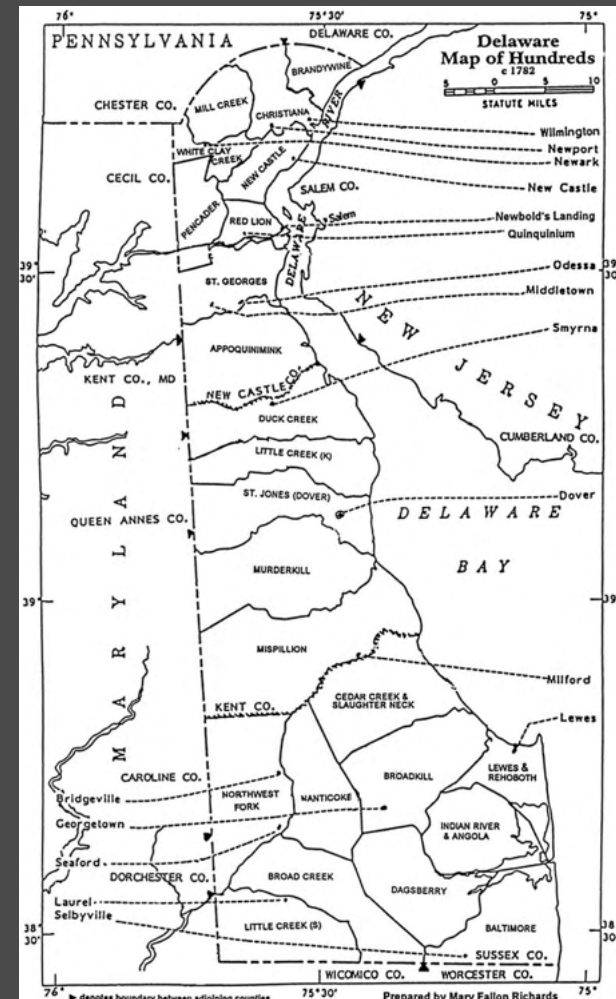 76°
75°30'
76°
PENNSYLVANIA
DELAWARE CO.
Delaware
Map of Hundreds
c 1782
5 0 5 10
STATUTE MILES
BRANDYWINE
MILL CREEK
CHESTER CO.
CHRISTIANA
RIVER
Wilmington
Newport
WHITE CLAY
CREEK
Newark
CECIL CO.
NEW CASTLE
SALEM CO.
New Castle
PENCADER
RED LION
Salem
Newbold's Landing
Quinquinium
DELAWARE
39°
30'
39°
30'
ST. GEORGES
Odessa
Middletown
NEW JERSEY
Smyrna
APPOQUINIMINK
KENT CO., MD
NEW CASTLE CO.
DUCK CREEK
CUMBERLAND CO.
LITTLE CREEK (K)
ST. JONES (DOVER)
Dover
QUEEN ANNES CO.
DELAWARE
BAY
MARYLAND
MURDERKILL
39°
39°
MISPILLION
Milford
CEDAR CREEK &
SLAUGHTER NECK
KENT CO.
Lewes
CAROLINE CO.
BROADKILL
LEWES &
REHOBOTH
Bridgeville
NORTHWEST
FORK
NANTICOKE
Georgetown
INDIAN RIVER
& ANGOLA
Seaford
DORCHESTER CO.
BROAD CREEK
DAGSBERRY
Laurel
Selbyville
LITTLE CREEK (S)
BALTIMORE
38°
30'
38°
30'
SUSSEX CO.
WICOMICO CO.
WORCESTER CO.
76°
75°30'
denotes boundary between adjoining counties
Prepared by Mary Fallon Richards